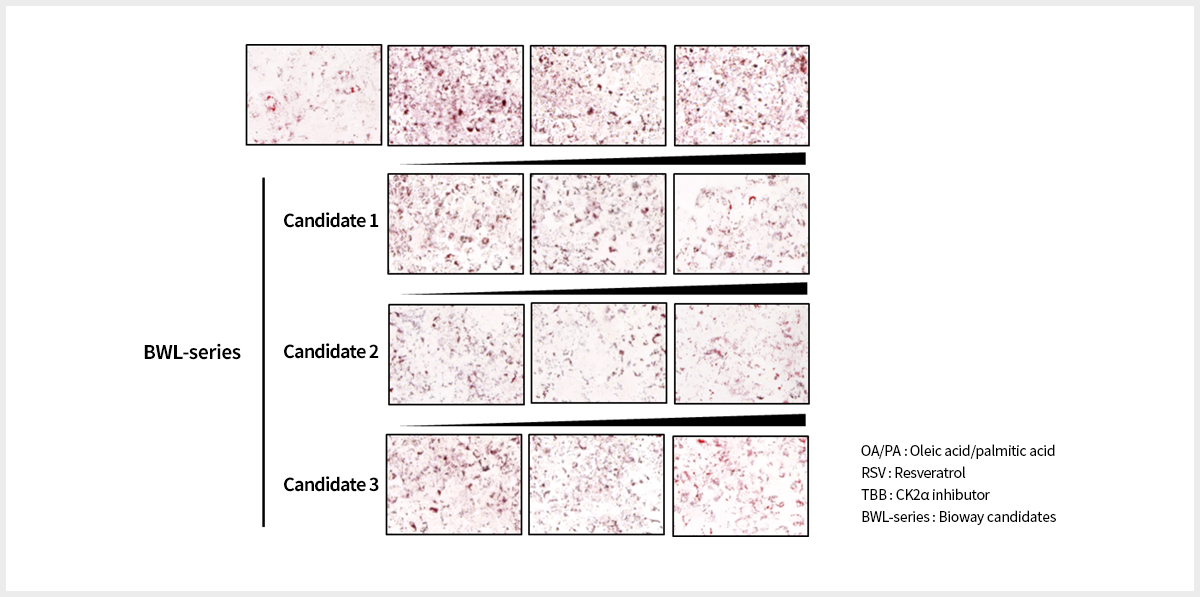 Candidate 1
BWL-series
Candidate 2
Candidate 3
OA/PA : Oleic acid/palmitic acid
RSV : Resveratrol
TBB : CK2α inhibutor
BWL-series : Bioway candidates